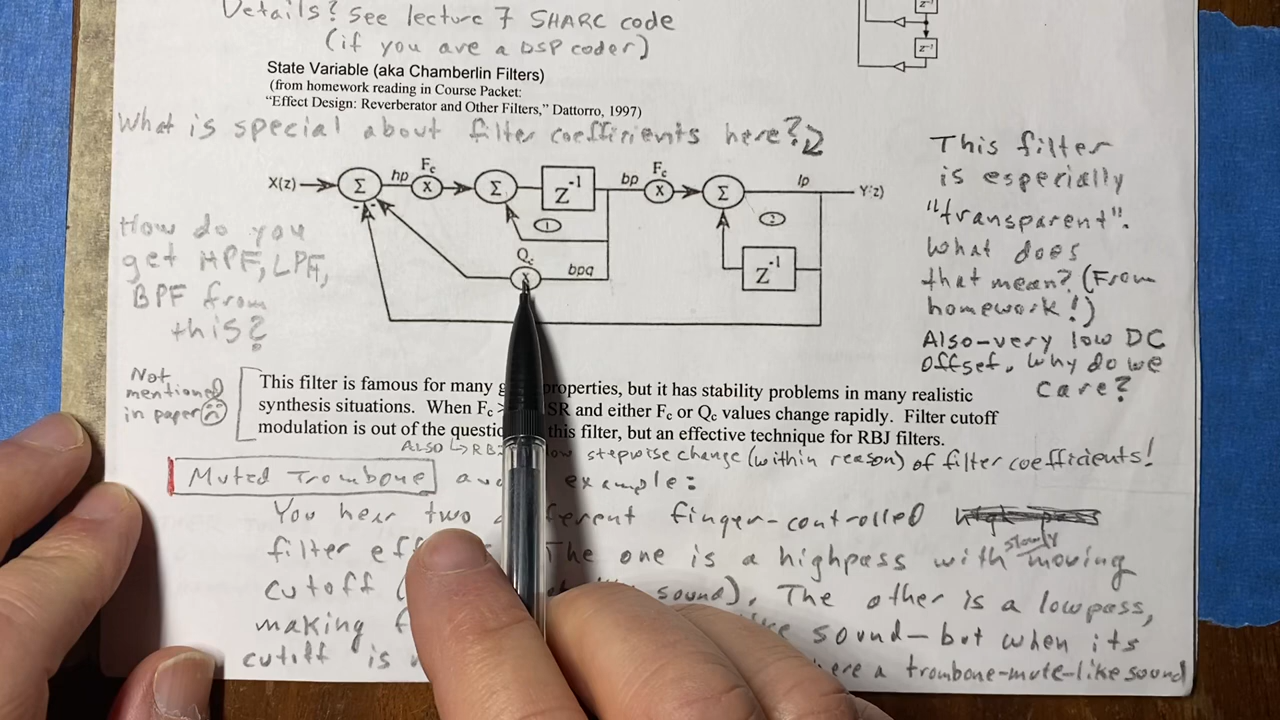 Details? See lecture 7 SHARC code
(if you are a DSP coder)
z⁻¹
z⁻¹
State Variable (aka Chamberlin Filters)
(from homework reading in Course Packet:
"Effect Design: Reverberator and Other Filters," Dattorro, 1997)
What is special about filter coefficients here?
X(z) Σ hp Fc X Σ Z⁻¹ bp Fc X Σ lp Y(z)
- -
1
2
Qc
X
bpq
Z⁻¹
How do you
get HPF, LPF,
BPF from
this?
This filter
is especially
"transparent".
What does
that mean? (From
homework!)
Also-very low DC
offset. Why do we
care?
Not
mentioned
in paper
This filter is famous for many properties, but it has stability problems in many realistic
synthesis situations. When Fc > SR and either Fc or Qc values change rapidly. Filter cutoff
modulation is out of the this filter, but an effective technique for RBJ filters.
ALSO stepwise change (within reason) of filter coefficients!
Muted Trombone example:
You hear two finger-controlled
filter The one is a highpass with slowly moving
cutoff sound). The other is a lowpass,
making sound-but when its
cutoff is a trombone-mute-like sound